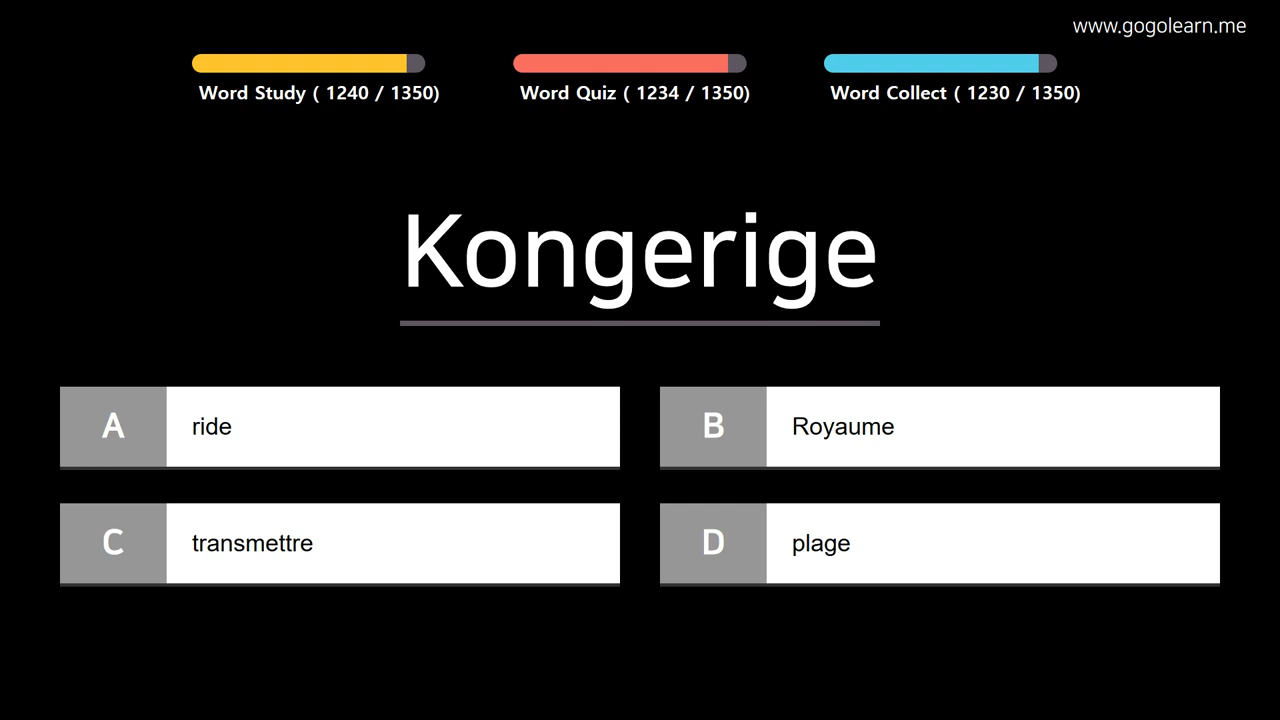 www.gogolearn.me
Word Study ( 1240 / 1350)
Word Quiz ( 1234 / 1350)
Word Collect ( 1230 / 1350)
Kongerige
A ride
B Royaume
C transmettre
D plage